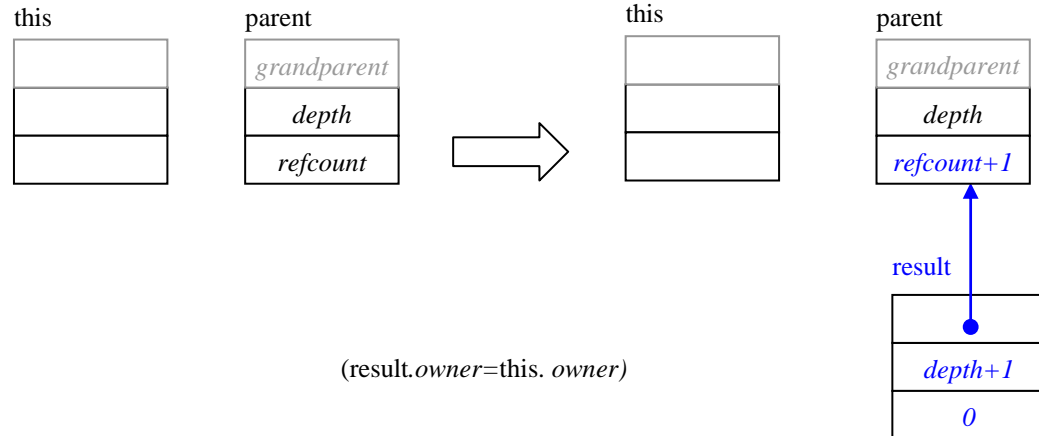 this
parent
grandparent
depth
refcount
this
parent
grandparent
depth
refcount+1
result
depth+1
0
(result.owner=this. owner)